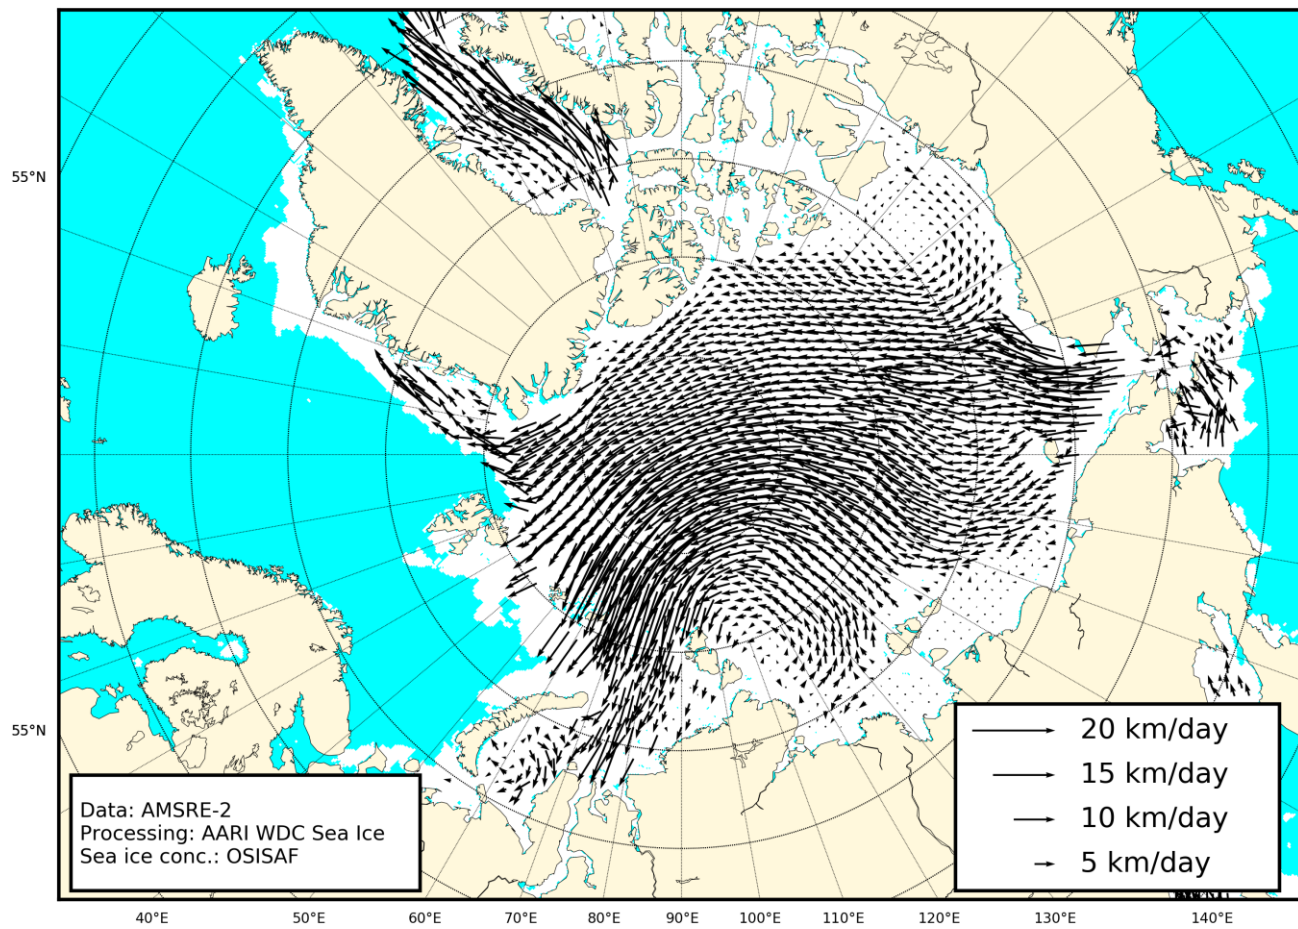 55°N
55°N
Data: AMSRE-2
Processing: AARI WDC Sea Ice
Sea ice conc.: OSISAF
20 km/day
15 km/day
10 km/day
5 km/day
40°E 50°E 60°E 70°E 80°E 90°E 100°E 110°E 120°E 130°E 140°E